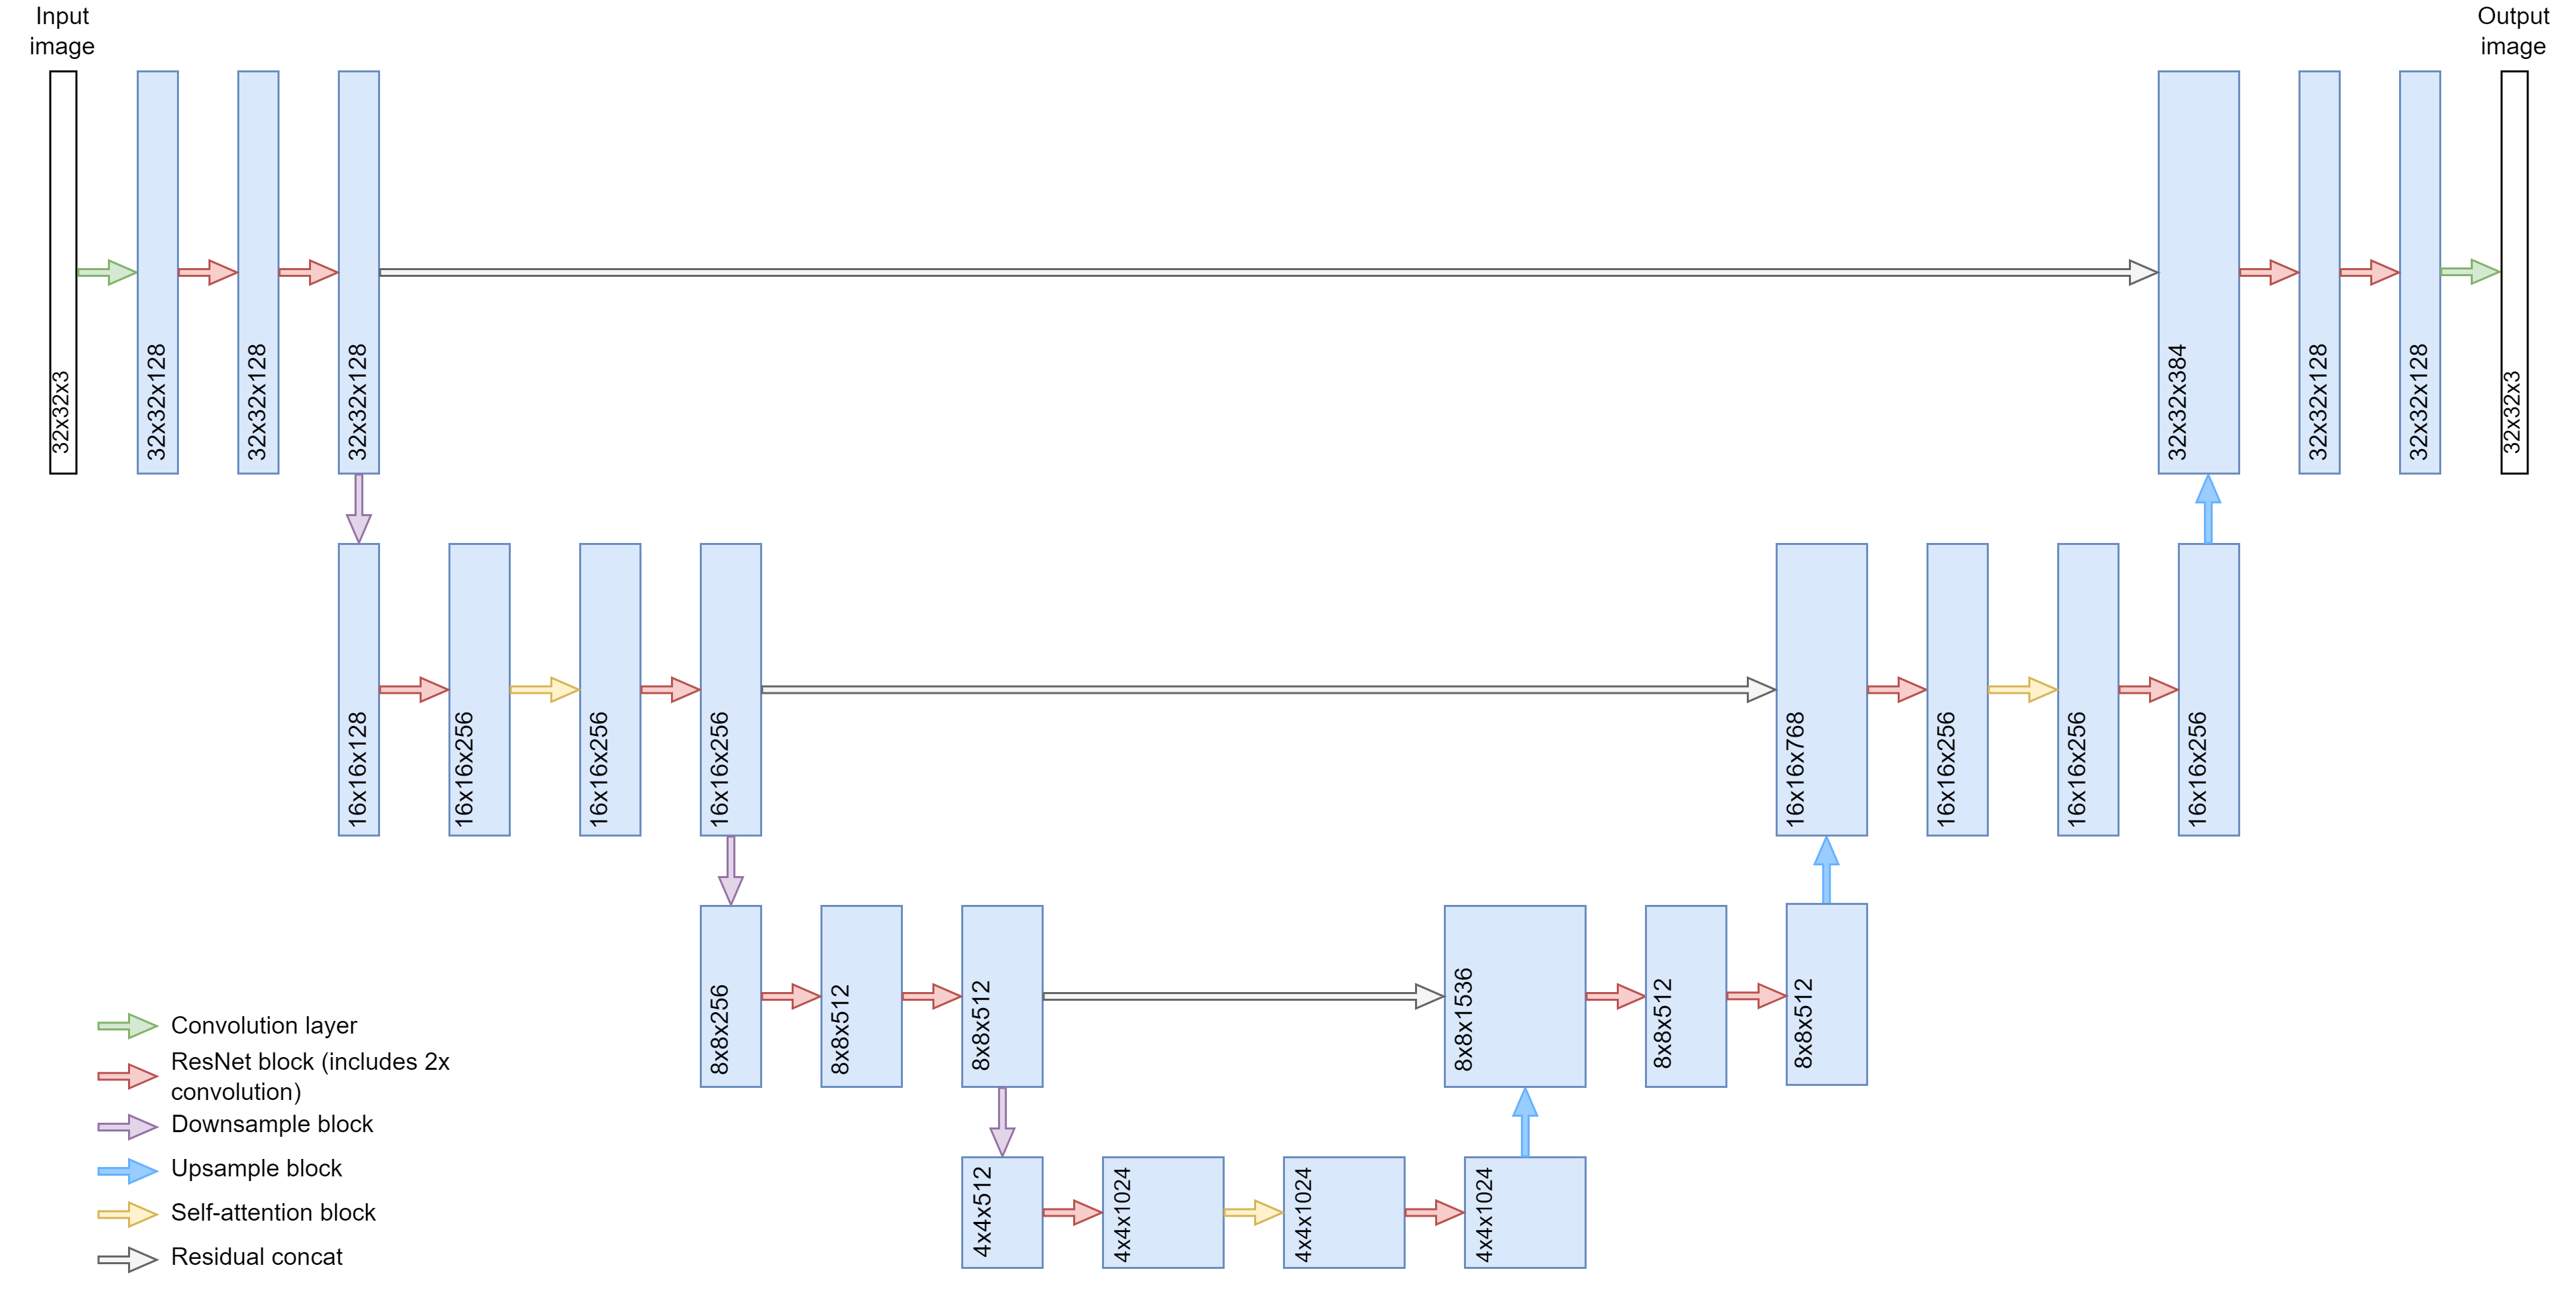 Input
image
Output
image
32x32x3
32x32x128
32x32x128
32x32x128
32x32x384
32x32x128
32x32x128
32x32x3
16x16x128
16x16x256
16x16x256
16x16x256
16x16x768
16x16x256
16x16x256
16x16x256
8x8x256
8x8x512
8x8x512
8x8x1536
8x8x512
8x8x512
4x4x512
4x4x1024
4x4x1024
4x4x1024
Convolution layer
ResNet block (includes 2x
convolution)
Downsample block
Upsample block
Self-attention block
Residual concat